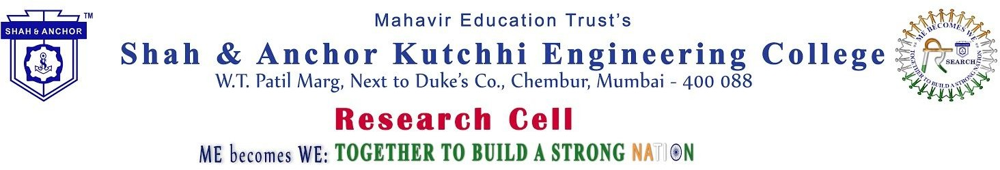 SHAH & ANCHOR
TM
Mahavir Education Trust's
Shah & Anchor Kutchhi Engineering College
W.T. Patil Marg, Next to Duke's Co., Chembur, Mumbai - 400 088
Research Cell
ME becomes WE: TOGETHER TO BUILD A STRONG NATION
ME BECOMES WE
TOGETHER TO BUILD A STRONG NATION
SEARCH